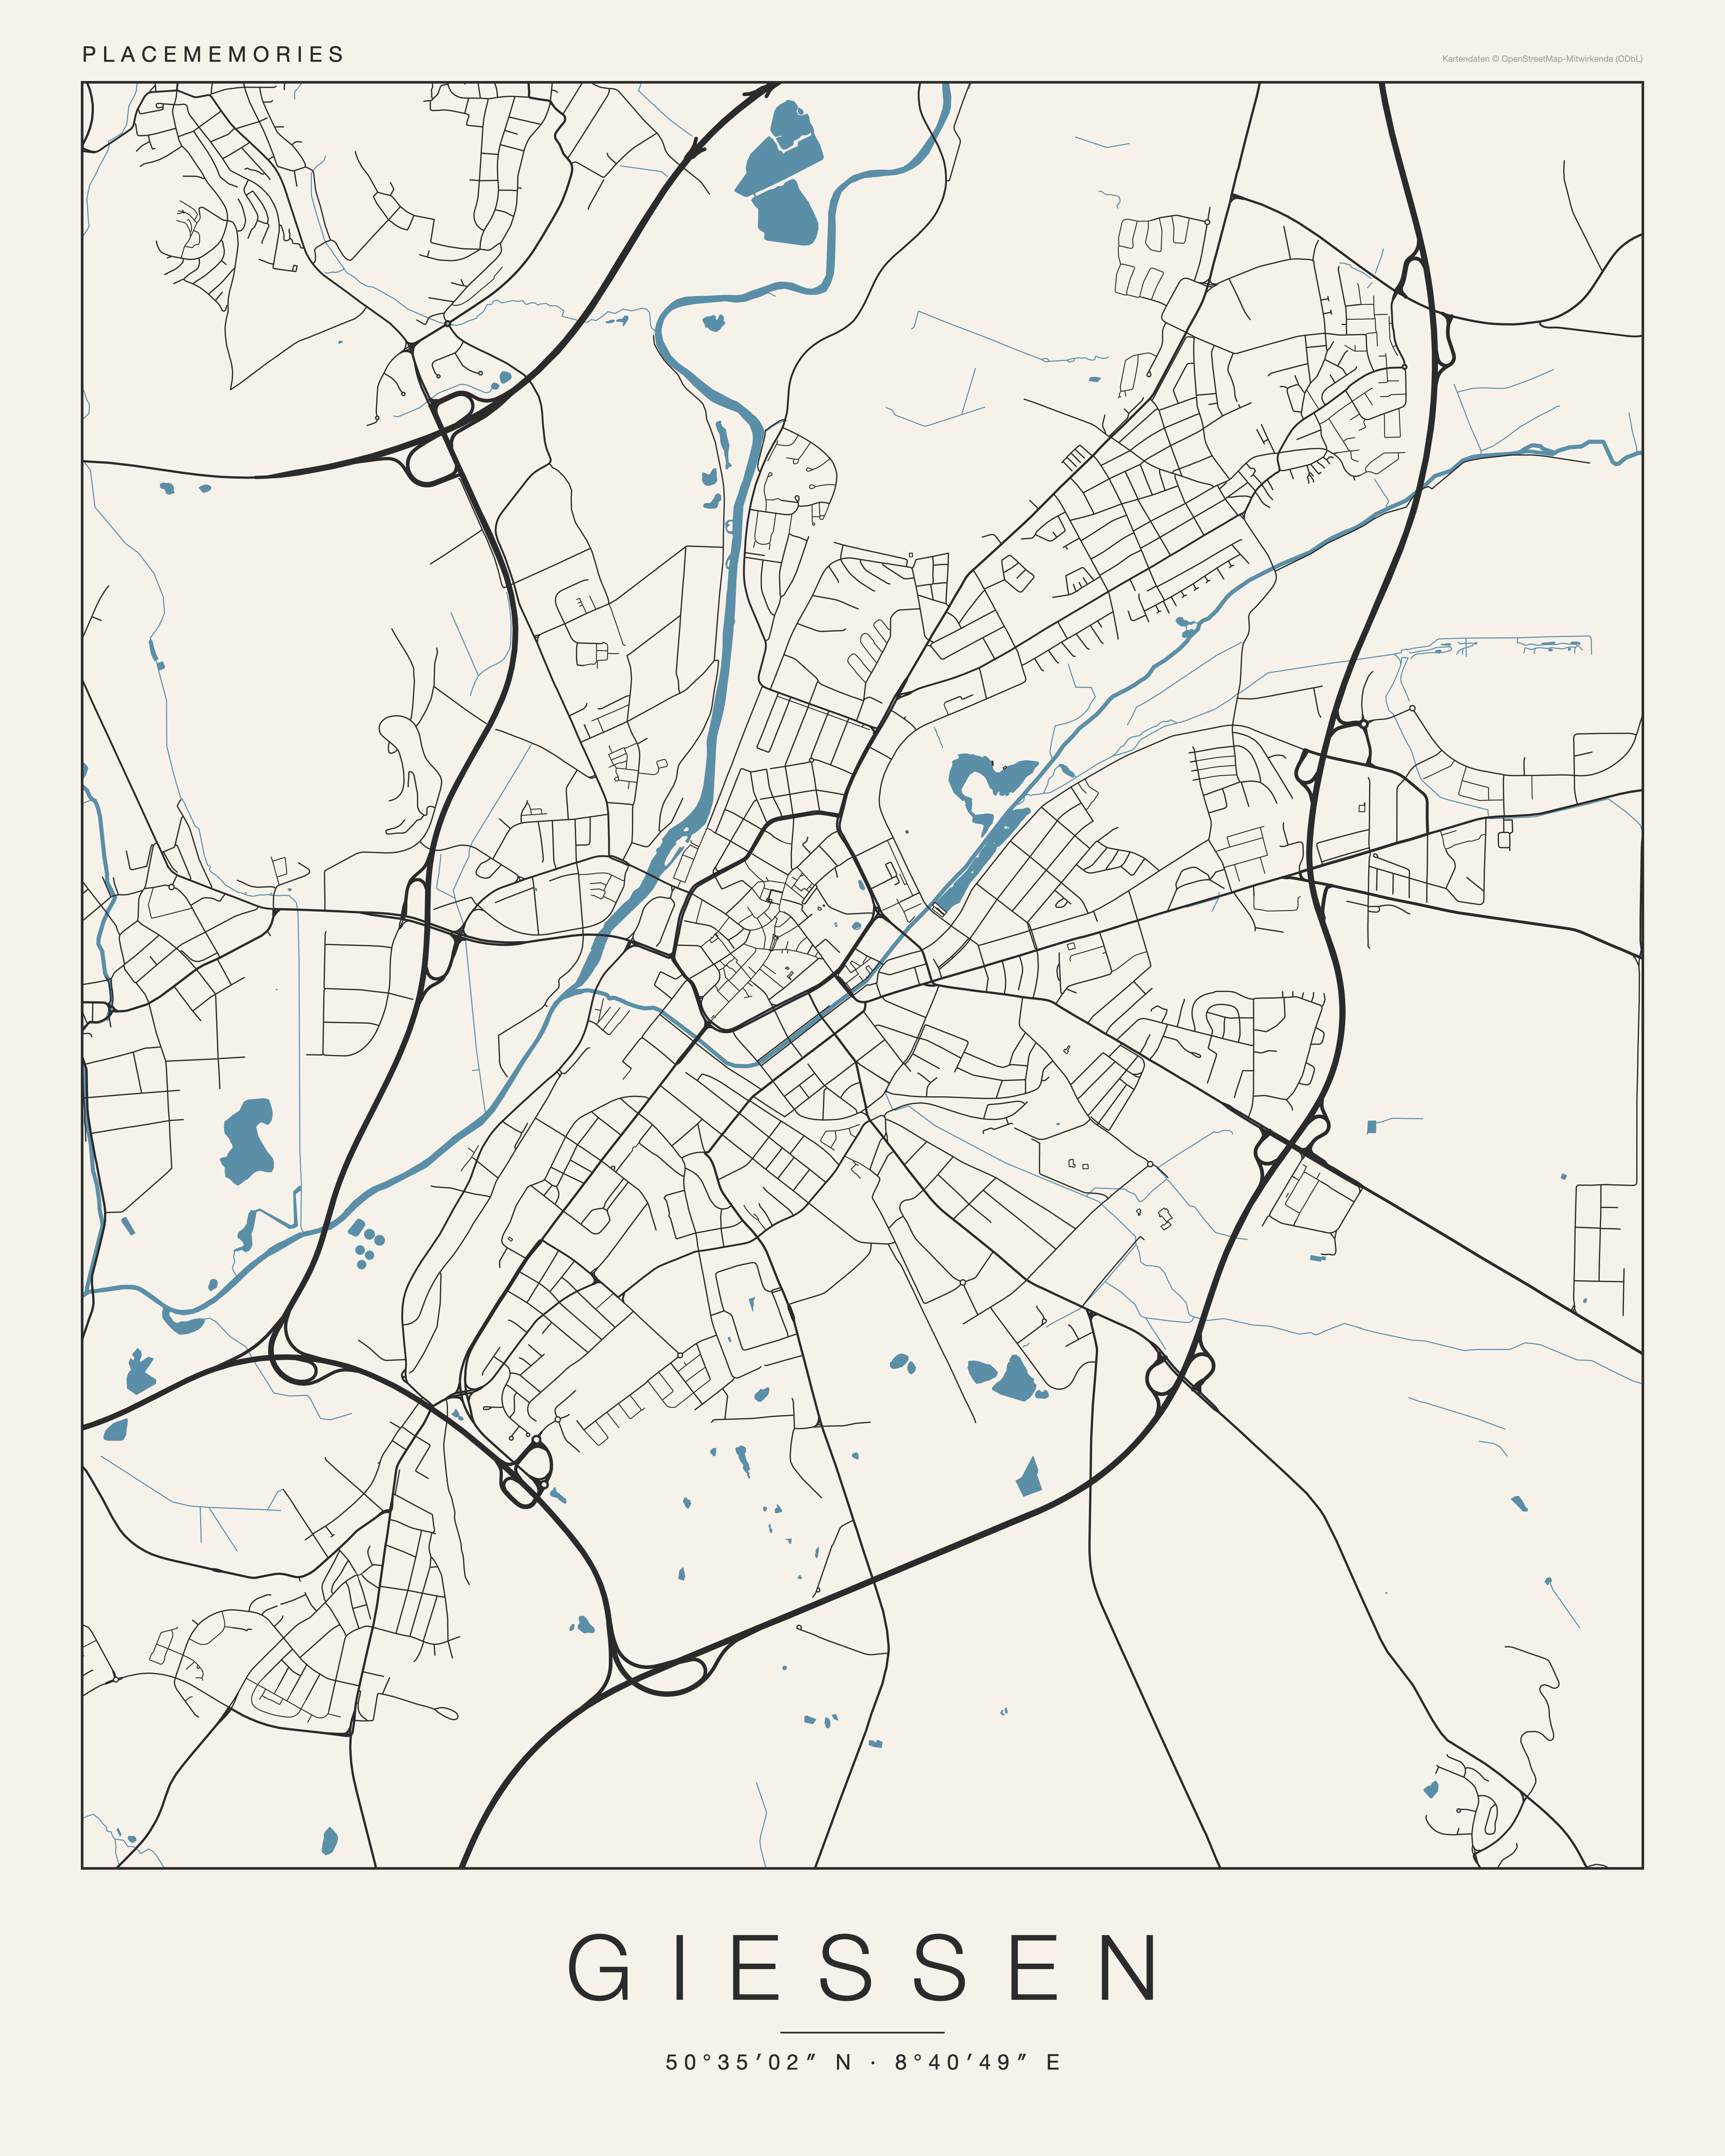 PLACEMEMORIES
Kartendaten © OpenStreetMap-Mitwirkende (ODbL)
GIESSEN
50°35′02″ N · 8°40′49″ E